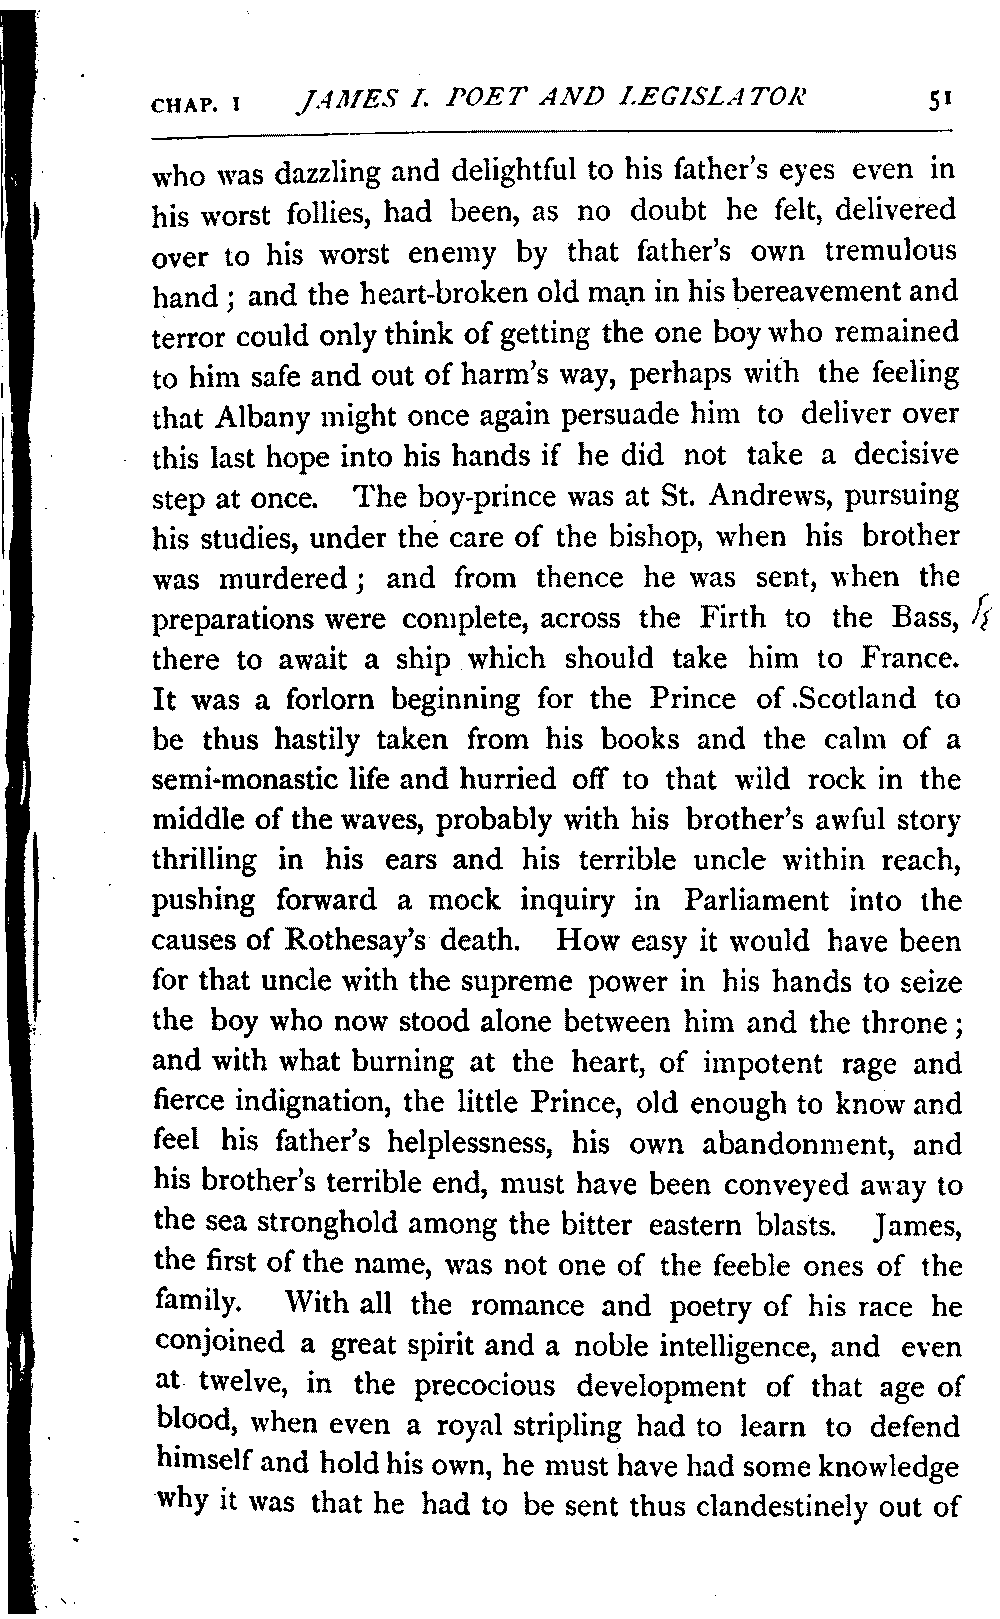 CHAP. I JAMES I. POET AND LEGISLATOR 51
who was dazzling and delightful to his father's eyes even in
his worst follies, had been, as no doubt he felt, delivered
over to his worst enemy by that father's own tremulous
hand ; and the heart-broken old man in his bereavement and
terror could only think of getting the one boy who remained
to him safe and out of harm's way, perhaps with the feeling
that Albany might once again persuade him to deliver over
this last hope into his hands if he did not take a decisive
step at once. The boy-prince was at St. Andrews, pursuing
his studies, under the care of the bishop, when his brother
was murdered ; and from thence he was sent, when the
preparations were complete, across the Firth to the Bass,
there to await a ship which should take him to France.
It was a forlorn beginning for the Prince of Scotland to
be thus hastily taken from his books and the calm of a
semi-monastic life and hurried off to that wild rock in the
middle of the waves, probably with his brother's awful story
thrilling in his ears and his terrible uncle within reach,
pushing forward a mock inquiry in Parliament into the
causes of Rothesay's death. How easy it would have been
for that uncle with the supreme power in his hands to seize
the boy who now stood alone between him and the throne ;
and with what burning at the heart, of impotent rage and
fierce indignation, the little Prince, old enough to know and
feel his father's helplessness, his own abandonment, and
his brother's terrible end, must have been conveyed away to
the sea stronghold among the bitter eastern blasts. James,
the first of the name, was not one of the feeble ones of the
family. With all the romance and poetry of his race he
conjoined a great spirit and a noble intelligence, and even
at twelve, in the precocious development of that age of
blood, when even a royal stripling had to learn to defend
himself and hold his own, he must have had some knowledge
why it was that he had to be sent thus clandestinely out of